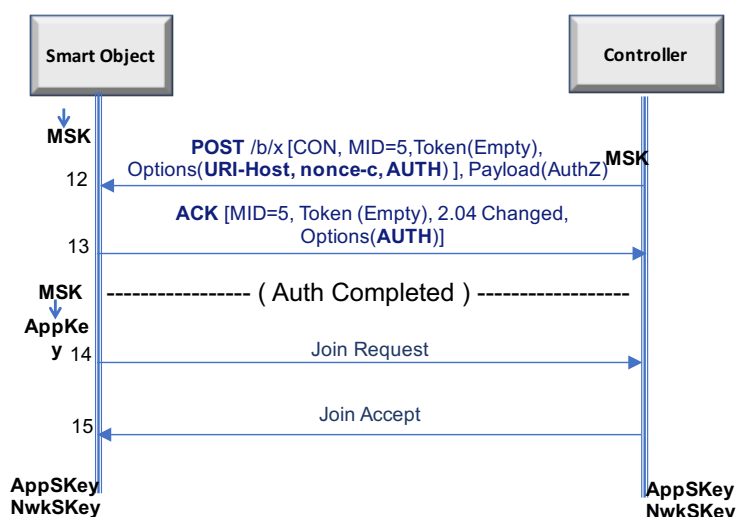 Smart Object
Controller
MSK
POST /b/x [CON, MID=5,Token(Empty),
MSK
Options(URI-Host, nonce-c, AUTH) ], Payload(AuthZ)
12
ACK [MID=5, Token (Empty), 2.04 Changed,
Options(AUTH)]
13
MSK ----------------- ( Auth Completed ) ------------------
AppKe
y
14
Join Request
Join Accept
15
AppSKey
NwkSKey
AppSKey
NwkSKey